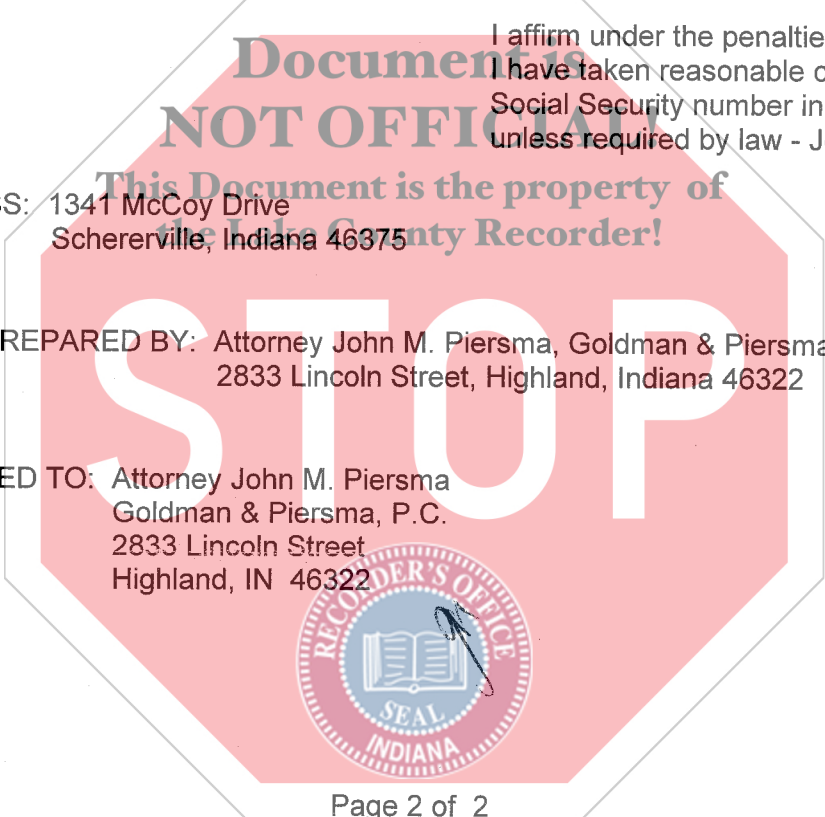 I affirm under the penaltie
Document is
I have taken reasonable c
Social Security number in
NOT OFFICIAL!
unless required by law - J
This Document is the property of
SS: 1341 McCoy Drive
the Lake County Recorder!
Schererville, Indiana 46375
STOP
REPARED BY: Attorney John M. Piersma, Goldman & Piersma
2833 Lincoln Street, Highland, Indiana 46322
ED TO: Attorney John M. Piersma
Goldman & Piersma, P.C.
2833 Lincoln Street
Highland, IN 46322
RECORDER'S OFFICE
SEAL
INDIANA
Page 2 of 2